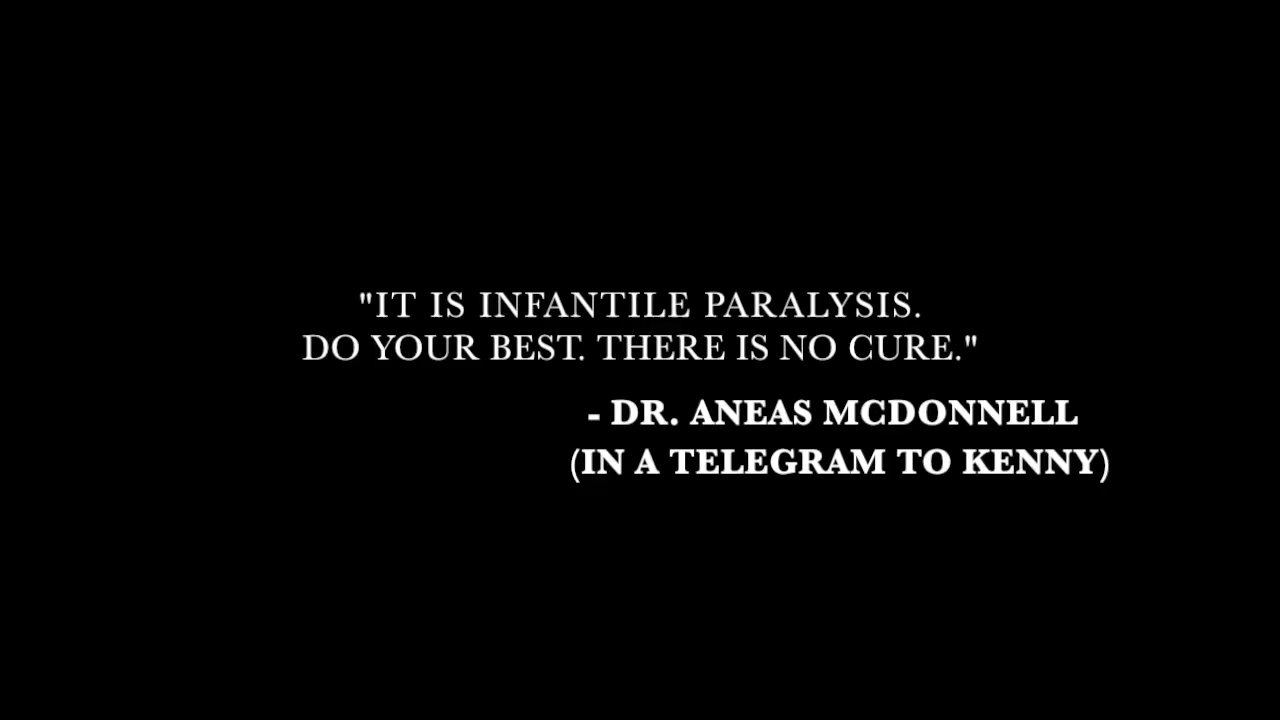 "IT IS INFANTILE PARALYSIS.
DO YOUR BEST. THERE IS NO CURE."
- DR. ANEAS MCDONNELL
(IN A TELEGRAM TO KENNY)